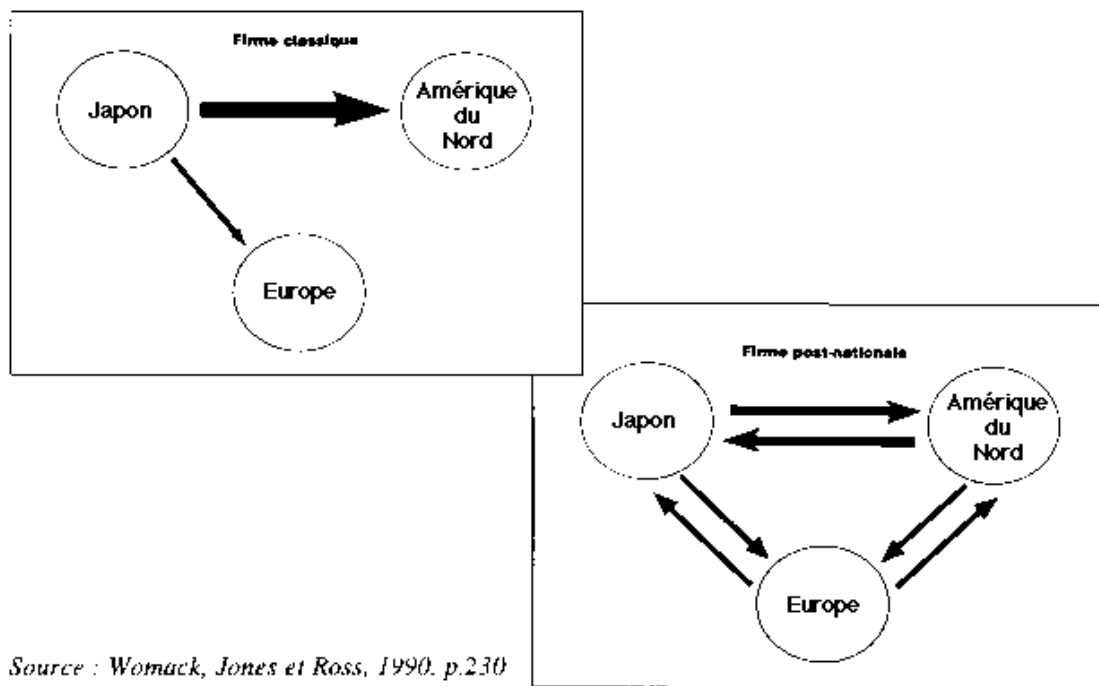 Firme classique
Japon
Amérique
du
Nord
Europe
Firme post-nationale
Japon
Amérique
du
Nord
Europe
Source : Womack, Jones et Ross, 1990. p.230